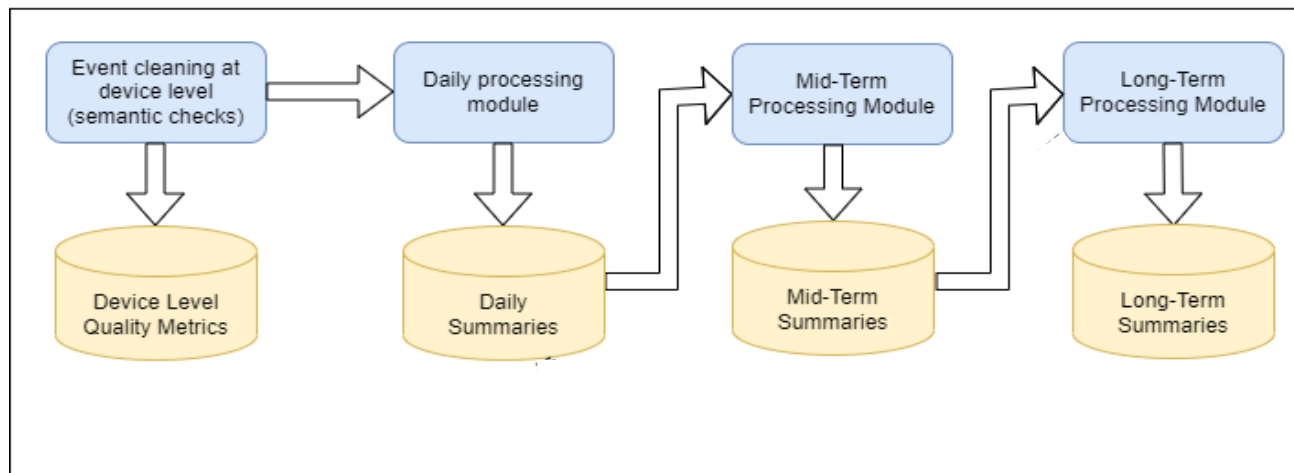 Event cleaning at
device level
(semantic checks)
Daily processing
module
Mid-Term
Processing Module
Long-Term
Processing Module
Device Level
Quality Metrics
Daily
Summaries
Mid-Term
Summaries
Long-Term
Summaries